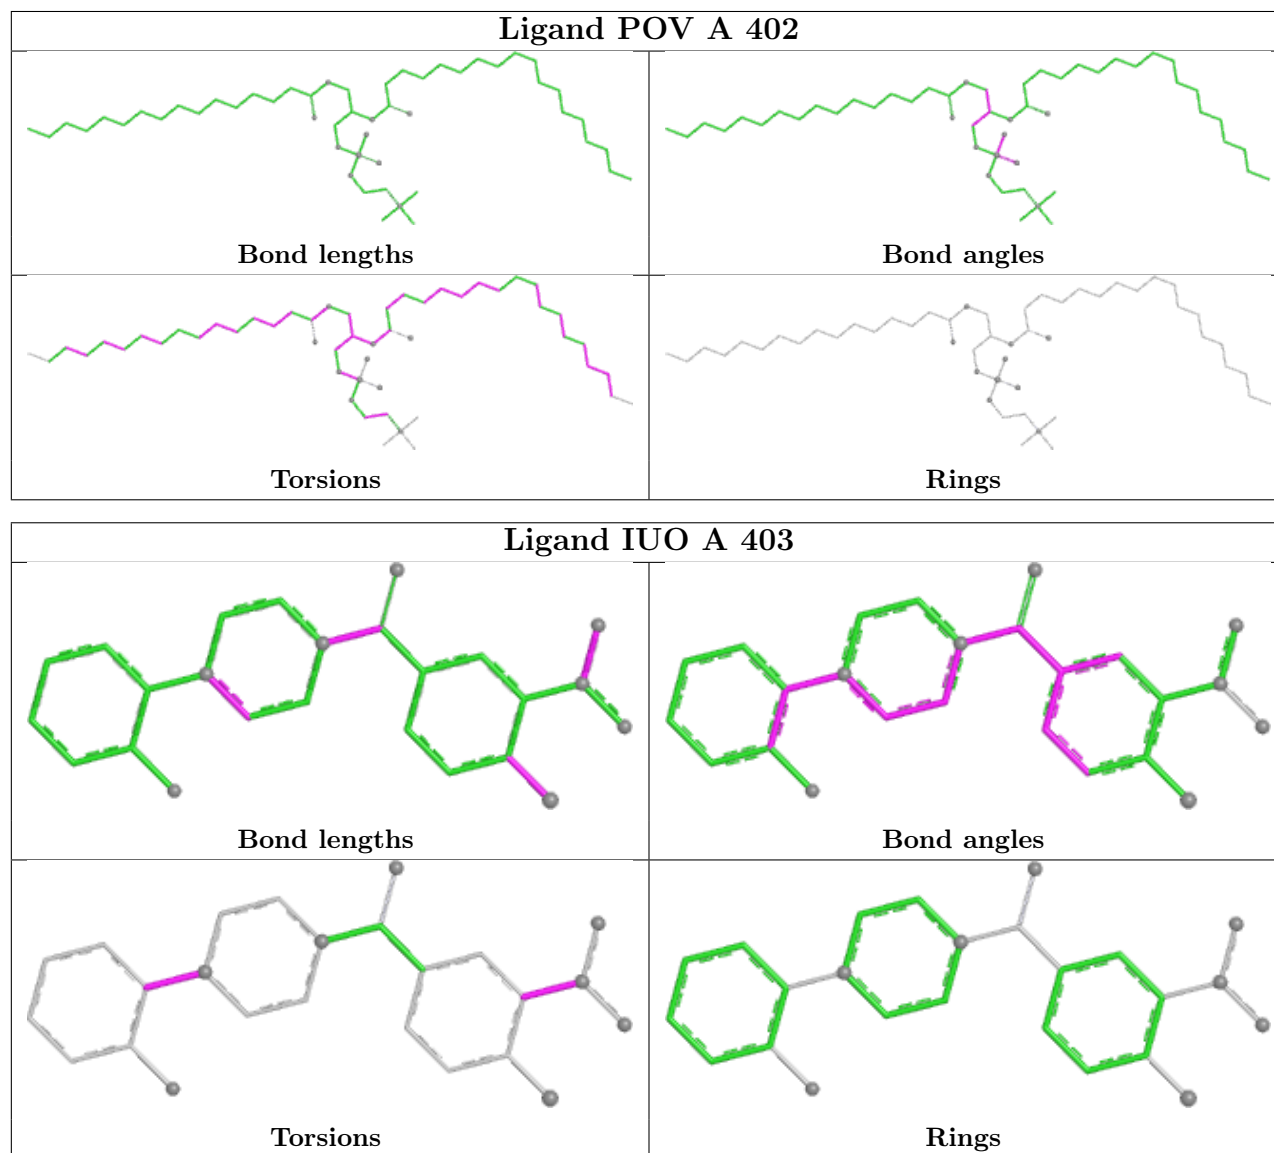 Ligand POV A 402
Bond lengths
Bond angles
Torsions
Rings
Ligand IUO A 403
Bond lengths
Bond angles
Torsions
Rings